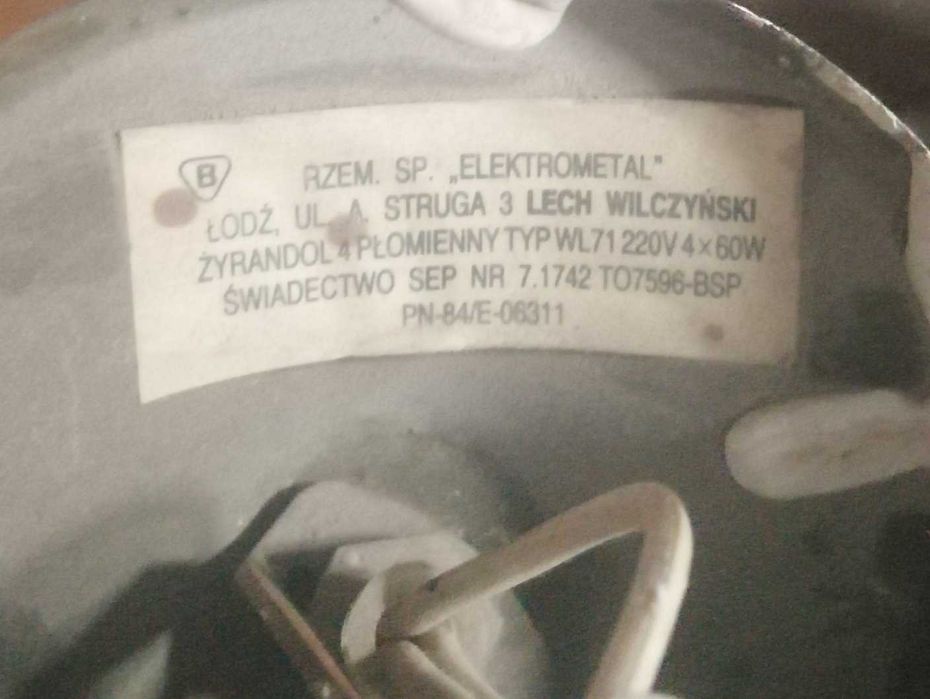 B
RZEM. SP. „ELEKTROMETAL"
ŁODŹ, UL. A. STRUGA 3 LECH WILCZYŃSKI
ŻYRANDOL 4 PŁOMIENNY TYP WL71 220V 4×60W
ŚWIADECTWO SEP NR 7.1742 TO7596-BSP
PN-84/E-06311